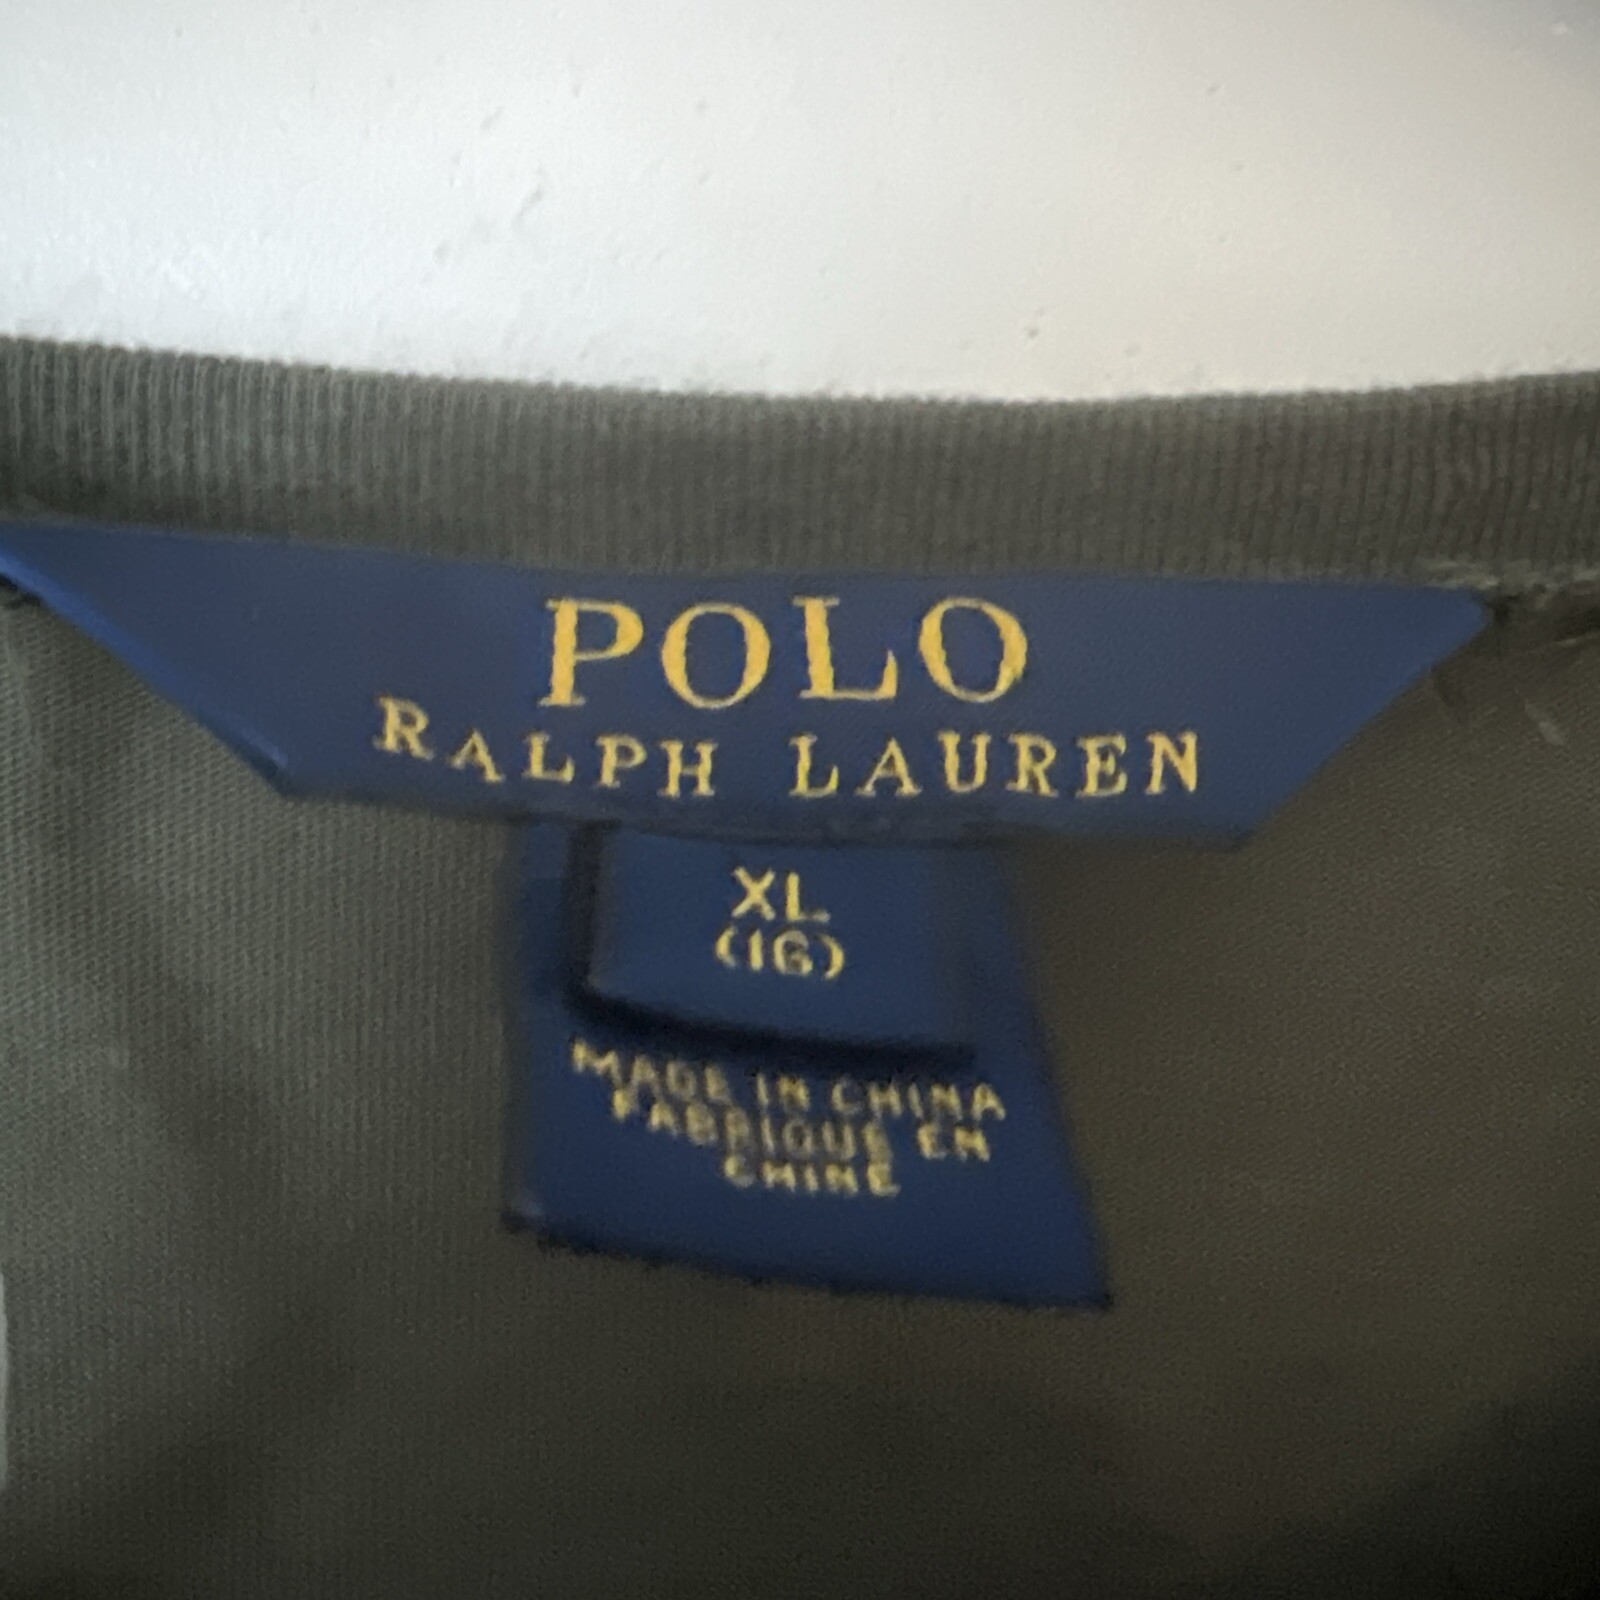 POLO
RALPH LAUREN
XL
(16)
MADE IN CHINA
FABRIQUE EN
CHINE